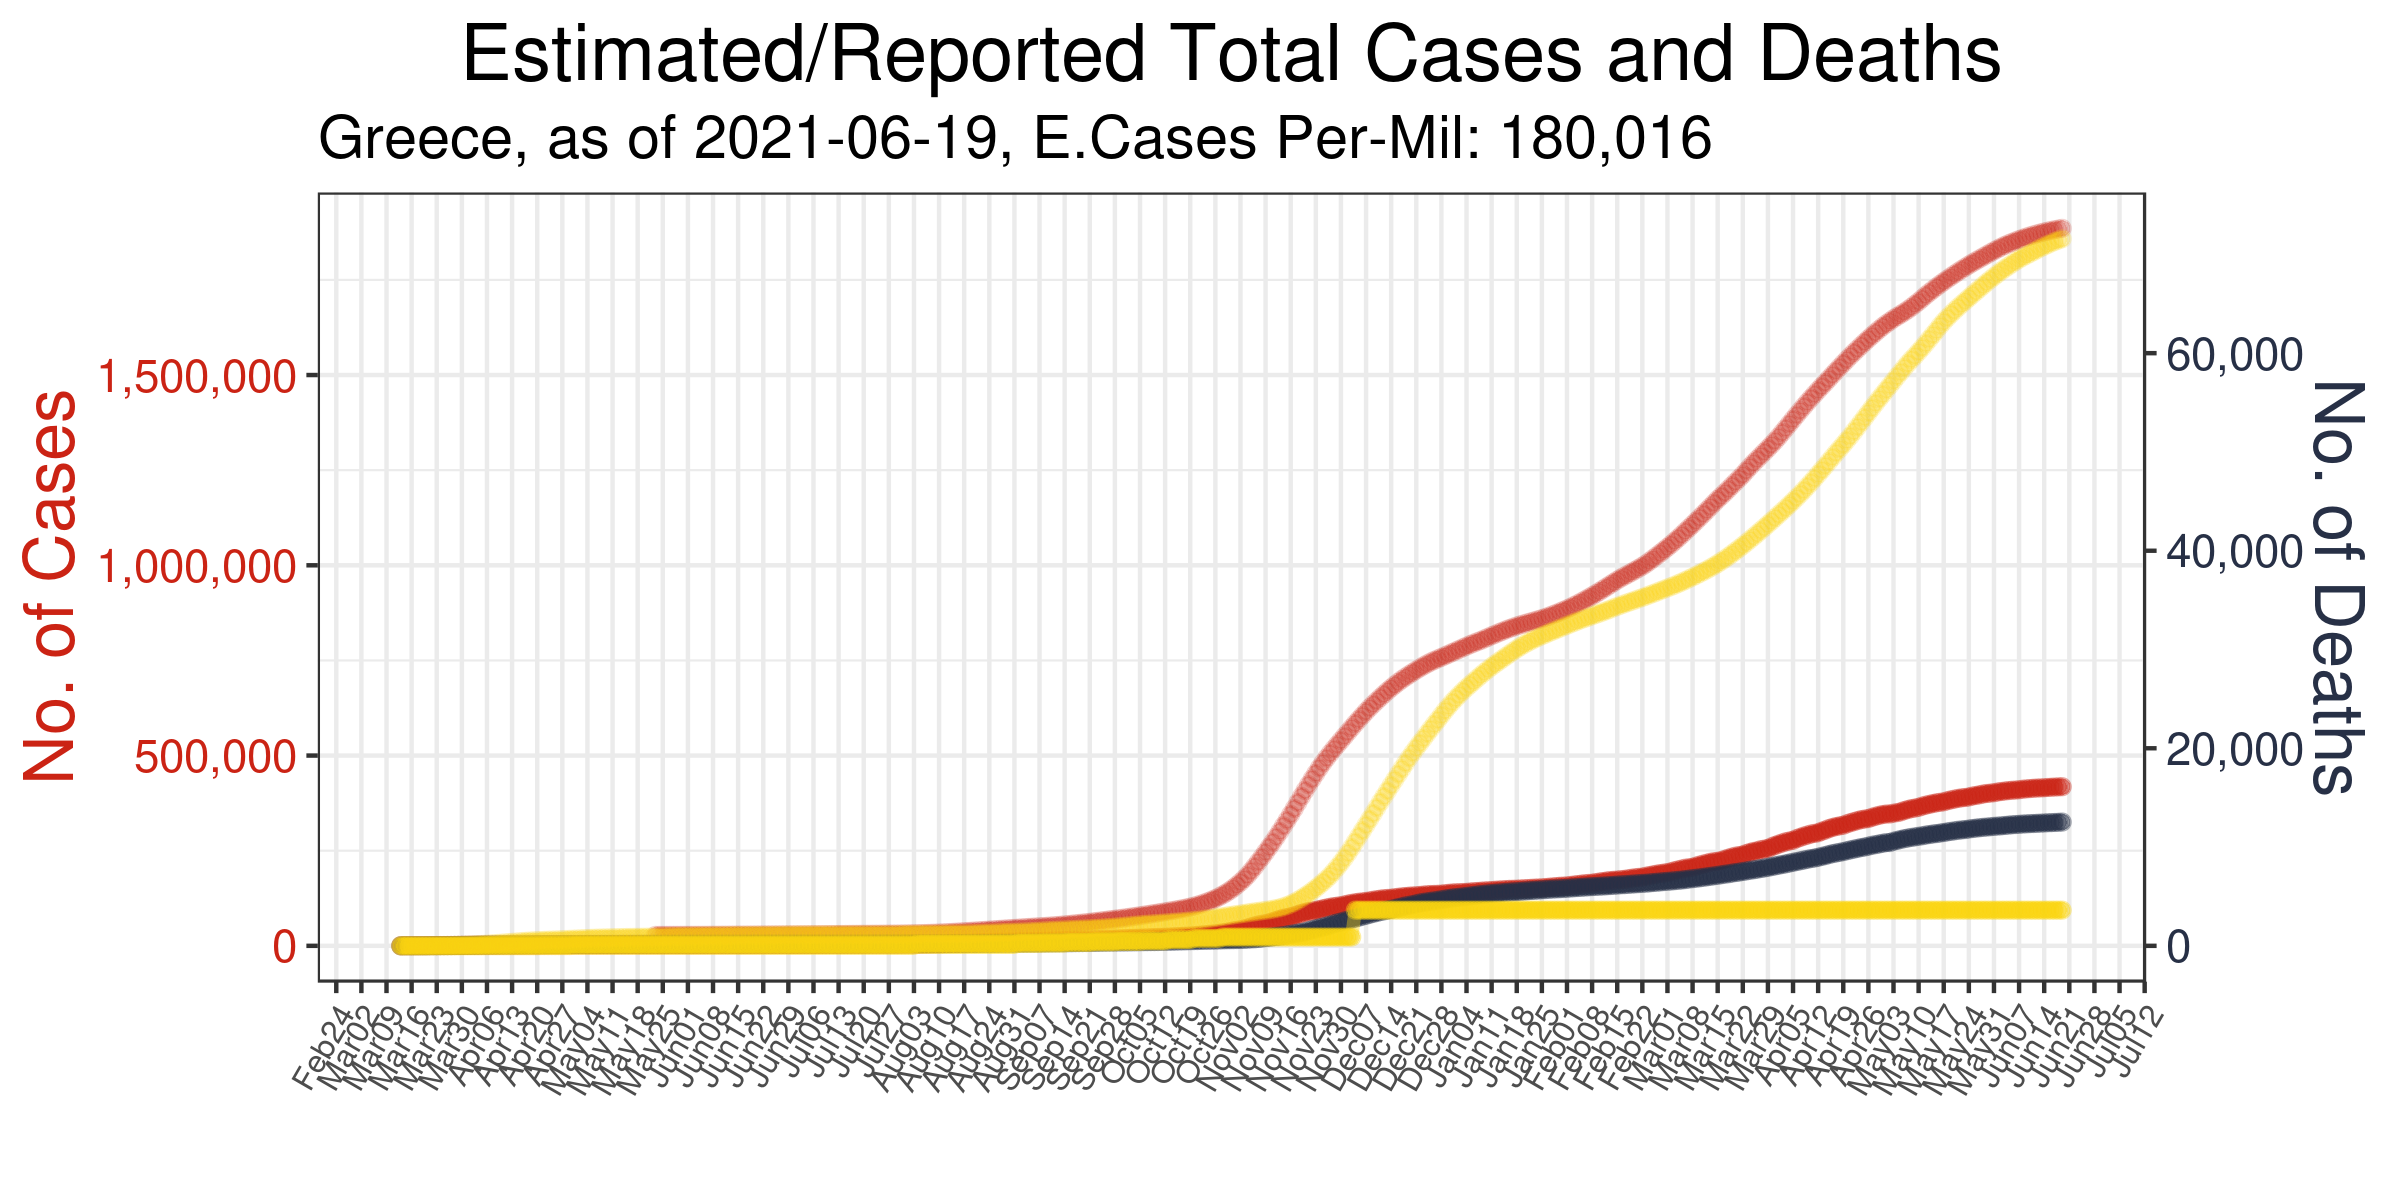 Estimated/Reported Total Cases and Deaths
Greece, as of 2021-06-19, E.Cases Per-Mil: 180,016
No. of Cases
1,500,000
1,000,000
500,000
0
60,000
40,000
20,000
0
No. of Deaths
Feb24
Mar02
Mar09
Mar16
Mar23
Mar30
Apr06
Apr13
Apr20
Apr27
May04
May11
May18
May25
Jun01
Jun08
Jun15
Jun22
Jun29
Jul06
Jul13
Jul20
Jul27
Aug03
Aug10
Aug17
Aug24
Aug31
Sep07
Sep14
Sep21
Sep28
Oct05
Oct12
Oct19
Oct26
Nov02
Nov09
Nov16
Nov23
Nov30
Dec07
Dec14
Dec21
Dec28
Jan04
Jan11
Jan18
Jan25
Feb01
Feb08
Feb15
Feb22
Mar01
Mar08
Mar15
Mar22
Mar29
Apr05
Apr12
Apr19
Apr26
May03
May10
May17
May24
May31
Jun07
Jun14
Jun21
Jun28
Jul05
Jul12